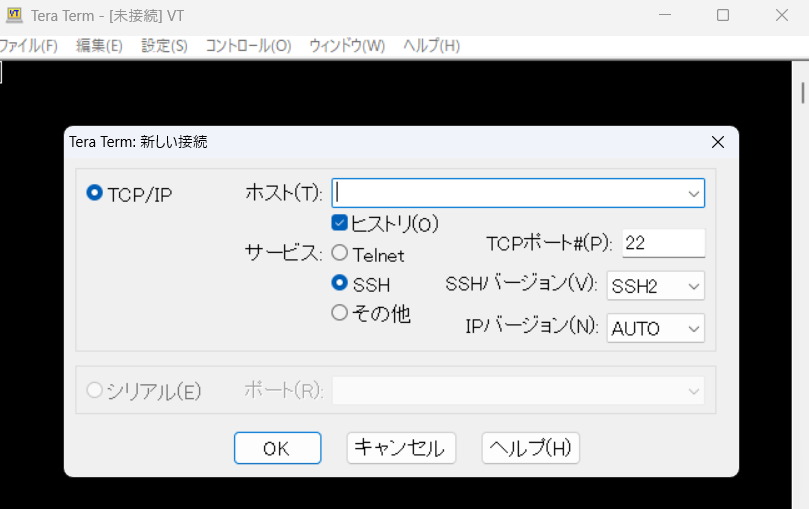 Tera Term - [未接続] VT
ファイル(F) 編集(E) 設定(S) コントロール(O) ウィンドウ(W) ヘルプ(H)
Tera Term: 新しい接続
TCP/IP ホスト(T):
ヒストリ(O)
サービス: Telnet TCPポート#(P): 22
SSH SSHバージョン(V): SSH2
その他 IPバージョン(N): AUTO
シリアル(E) ポート(R):
OK キャンセル ヘルプ(H)